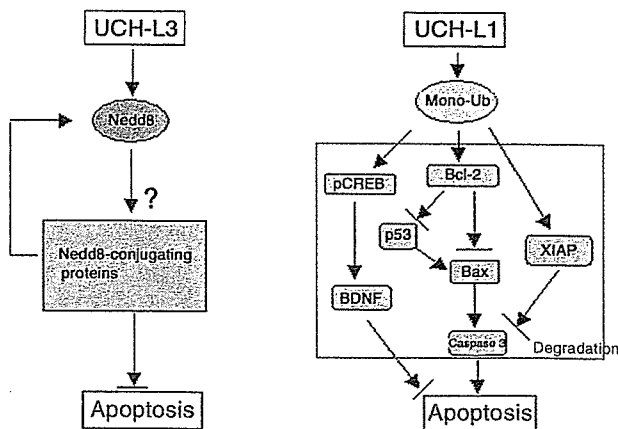 UCH-L3
Nedd8
?
Nedd8-conjugating
proteins
Apoptosis
UCH-L1
Mono-Ub
pCREB
Bcl-2
p53
XIAP
Bax
BDNF
Caspase 3
Degradation
Apoptosis